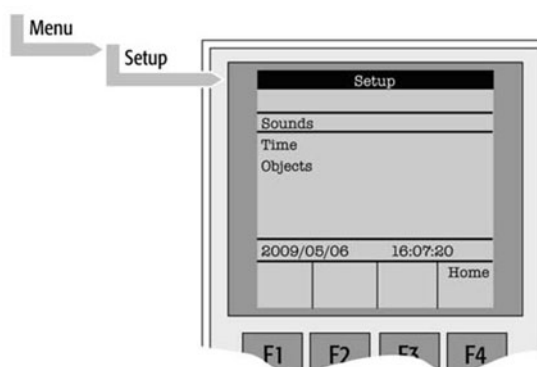 Menu
Setup
Setup
Sounds
Time
Objects
2009/05/06 16:07:20
Home
F1 F2 F3 F4